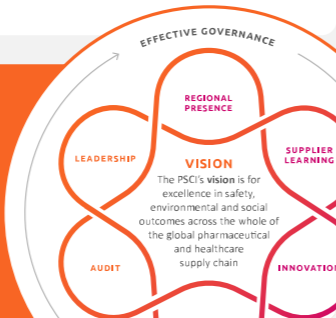 EFFECTIVE GOVERNANCE
REGIONAL
PRESENCE
LEADERSHIP
SUPPLIER
LEARNING
VISION
The PSCI's vision is for
excellence in safety,
environmental and social
outcomes across the whole of
the global pharmaceutical
and healthcare
supply chain
AUDIT
INNOVATION